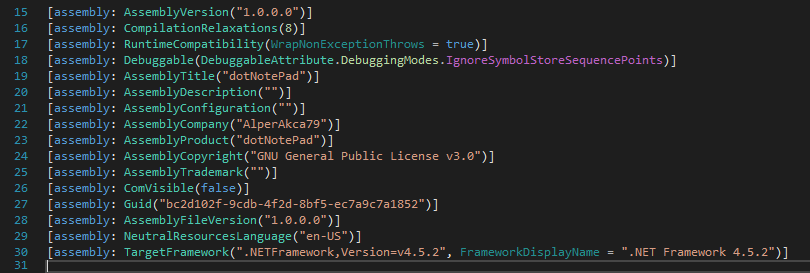 15 [assembly: AssemblyVersion("1.0.0.0")]
16 [assembly: CompilationRelaxations(8)]
17 [assembly: RuntimeCompatibility(WrapNonExceptionThrows = true)]
18 [assembly: Debuggable(DebuggableAttribute.DebuggingModes.IgnoreSymbolStoreSequencePoints)]
19 [assembly: AssemblyTitle("dotNotePad")]
20 [assembly: AssemblyDescription("")]
21 [assembly: AssemblyConfiguration("")]
22 [assembly: AssemblyCompany("AlperAkca79")]
23 [assembly: AssemblyProduct("dotNotePad")]
24 [assembly: AssemblyCopyright("GNU General Public License v3.0")]
25 [assembly: AssemblyTrademark("")]
26 [assembly: ComVisible(false)]
27 [assembly: Guid("bc2d102f-9cdb-4f2d-8bf5-ec7a9c7a1852")]
28 [assembly: AssemblyFileVersion("1.0.0.0")]
29 [assembly: NeutralResourcesLanguage("en-US")]
30 [assembly: TargetFramework(".NETFramework,Version=v4.5.2", FrameworkDisplayName = ".NET Framework 4.5.2")]
31